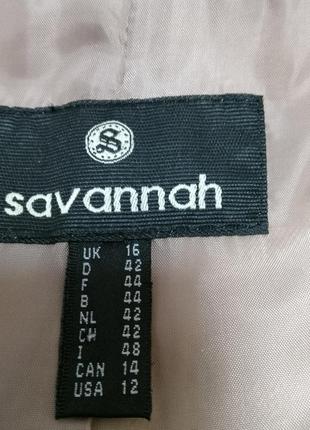 S
savannah
UK 16
D 42
F 44
B 44
NL 42
CH 42
I 48
CAN 14
USA 12